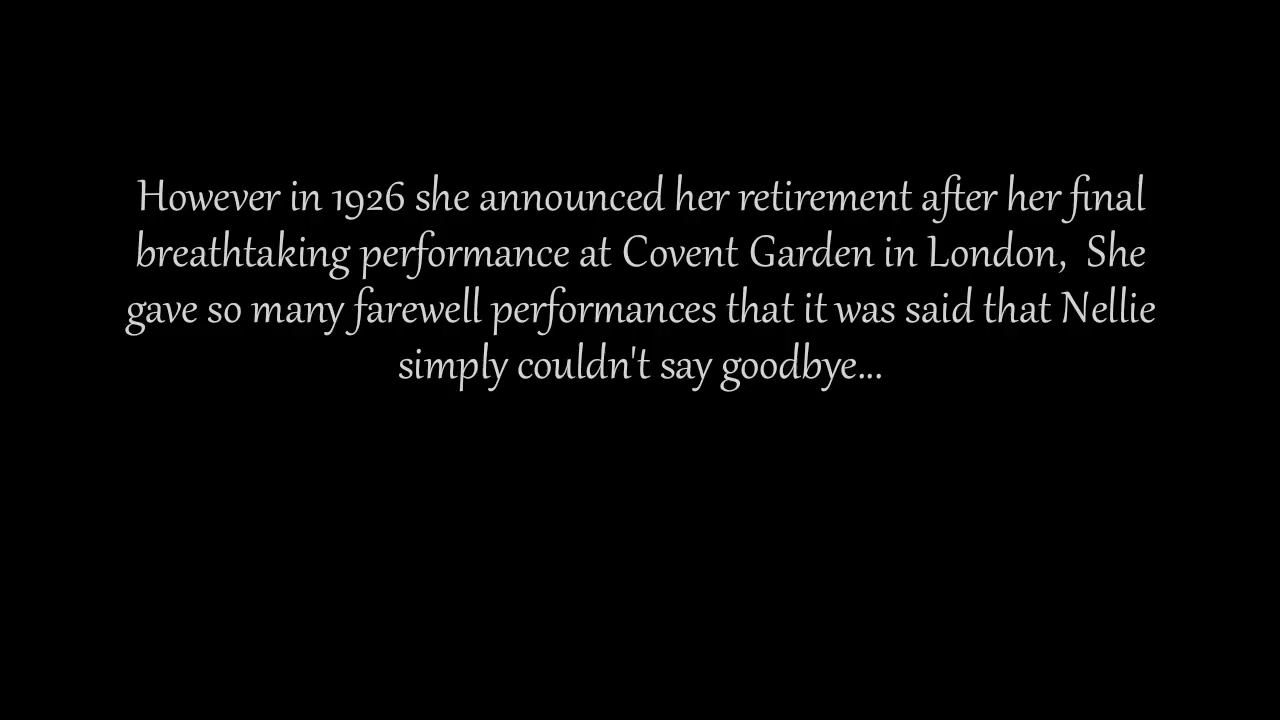 However in 1926 she announced her retirement after her final
breathtaking performance at Covent Garden in London,  She
gave so many farewell performances that it was said that Nellie
simply couldn't say goodbye...